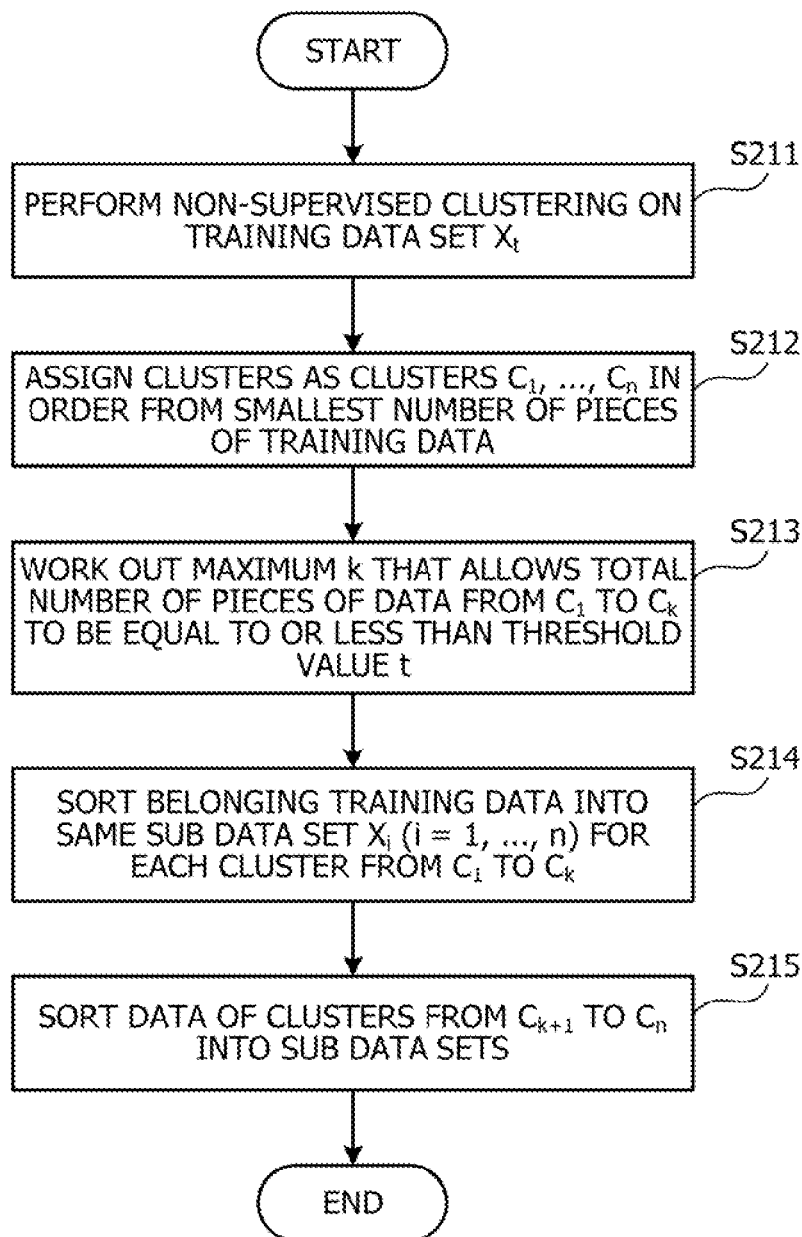 START
S211
PERFORM NON-SUPERVISED CLUSTERING ON
TRAINING DATA SET Xₜ
S212
ASSIGN CLUSTERS AS CLUSTERS C₁, ..., Cₙ IN
ORDER FROM SMALLEST NUMBER OF PIECES
OF TRAINING DATA
S213
WORK OUT MAXIMUM k THAT ALLOWS TOTAL
NUMBER OF PIECES OF DATA FROM C₁ TO Cₖ
TO BE EQUAL TO OR LESS THAN THRESHOLD
VALUE t
S214
SORT BELONGING TRAINING DATA INTO
SAME SUB DATA SET Xᵢ (i = 1, ..., n) FOR
EACH CLUSTER FROM C₁ TO Cₖ
S215
SORT DATA OF CLUSTERS FROM Cₖ₊₁ TO Cₙ
INTO SUB DATA SETS
END